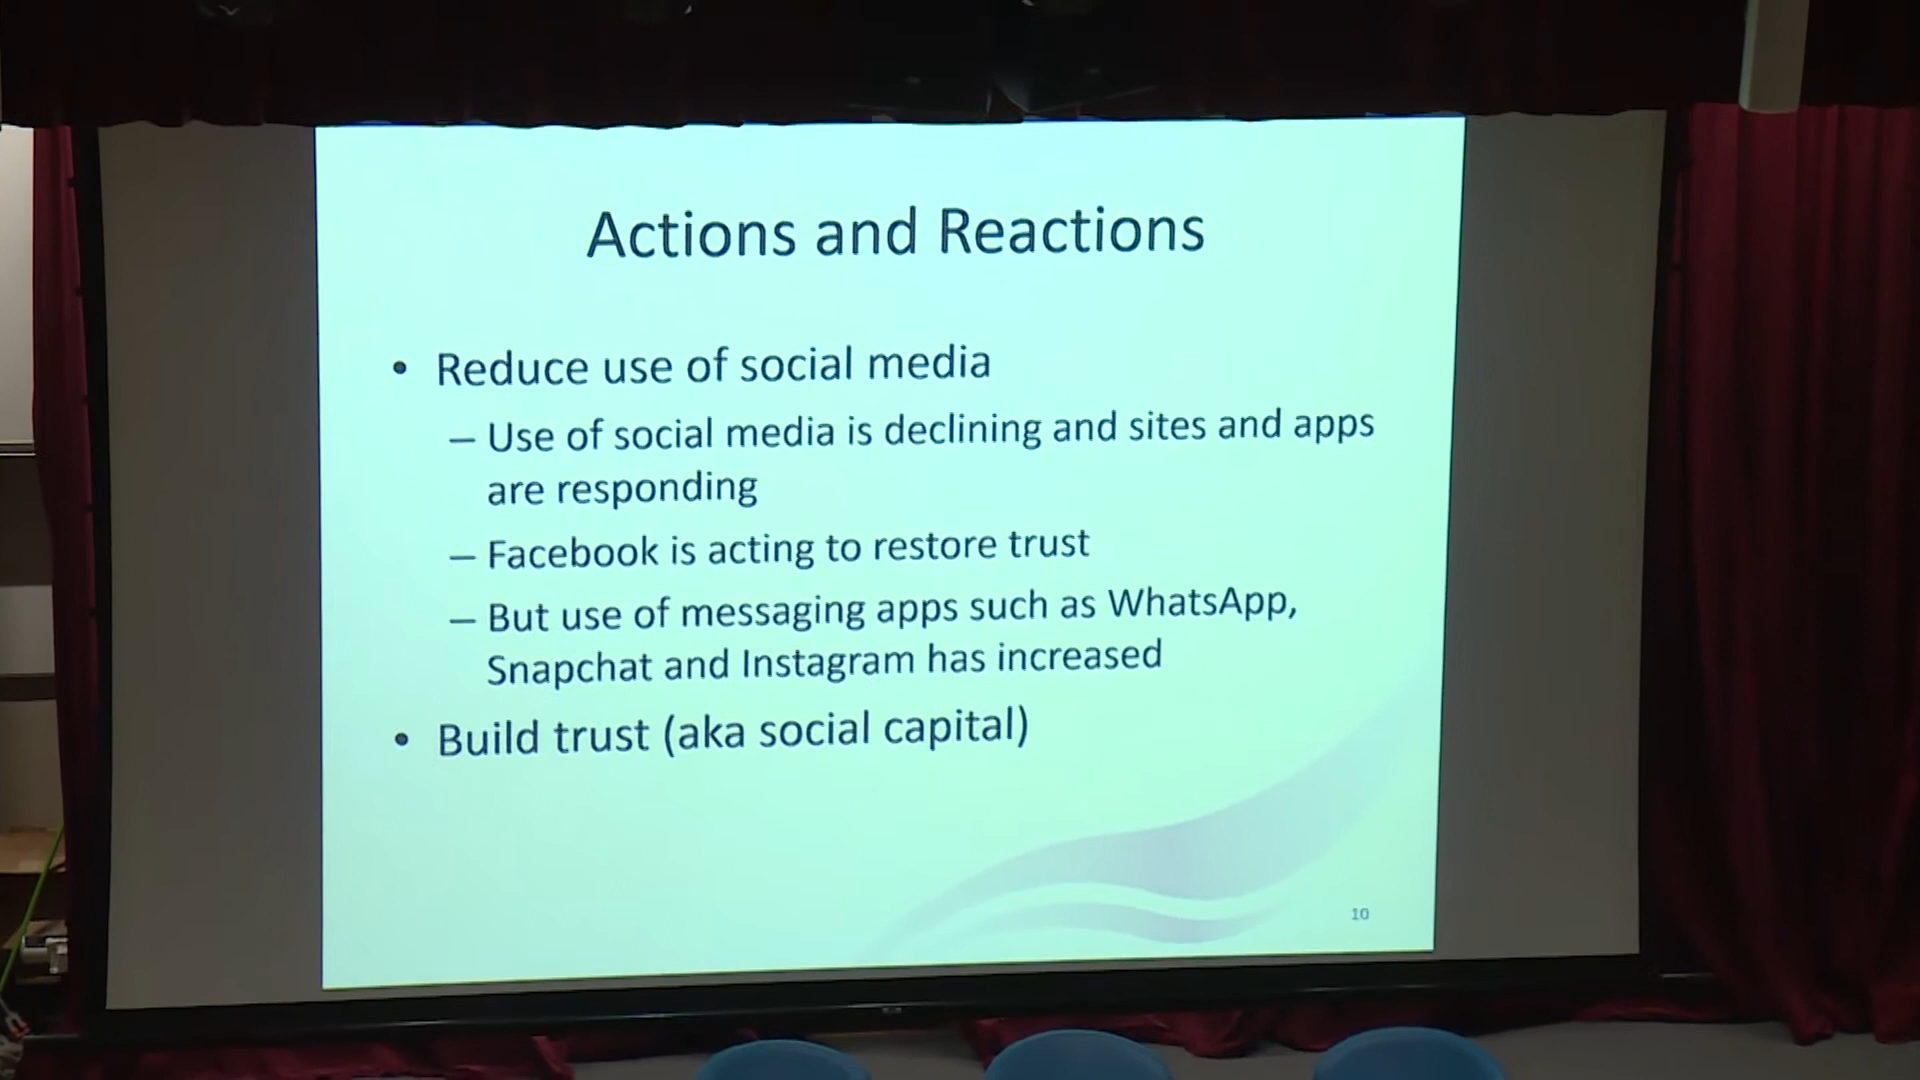 Actions and Reactions
• Reduce use of social media
– Use of social media is declining and sites and apps
are responding
– Facebook is acting to restore trust
– But use of messaging apps such as WhatsApp,
Snapchat and Instagram has increased
• Build trust (aka social capital)
10